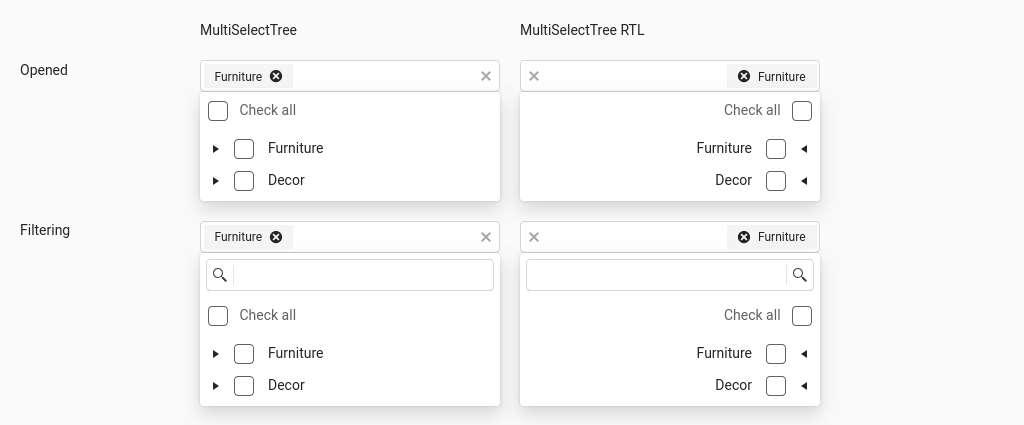 MultiSelectTree
MultiSelectTree RTL
Opened
Furniture
Furniture
Check all
Check all
Furniture
Furniture
Decor
Decor
Filtering
Furniture
Furniture
Check all
Check all
Furniture
Furniture
Decor
Decor